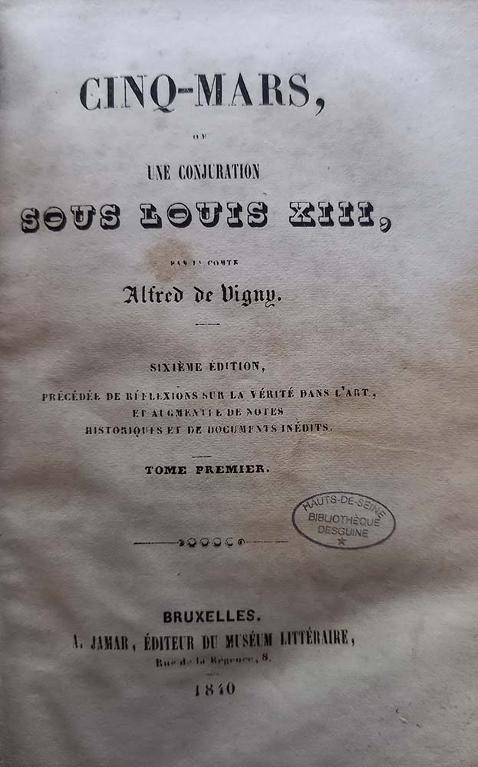 CINQ-MARS,
OU
UNE CONJURATION
SOUS LOUIS XIII,
PAR LE COMTE
Alfred de Vigny.
SIXIÈME ÉDITION,
PRÉCÉDÉE DE RÉFLEXIONS SUR LA VÉRITÉ DANS L'ART,
ET AUGMENTÉE DE NOTES
HISTORIQUES ET DE DOCUMENTS INÉDITS.
TOME PREMIER.
HAUTS-DE-SEINE
BIBLIOTHÈQUE
DESGUINE
BRUXELLES.
A. JAMAR, ÉDITEUR DU MUSÉUM LITTÉRAIRE,
Rue de la Régence, 8.
1840